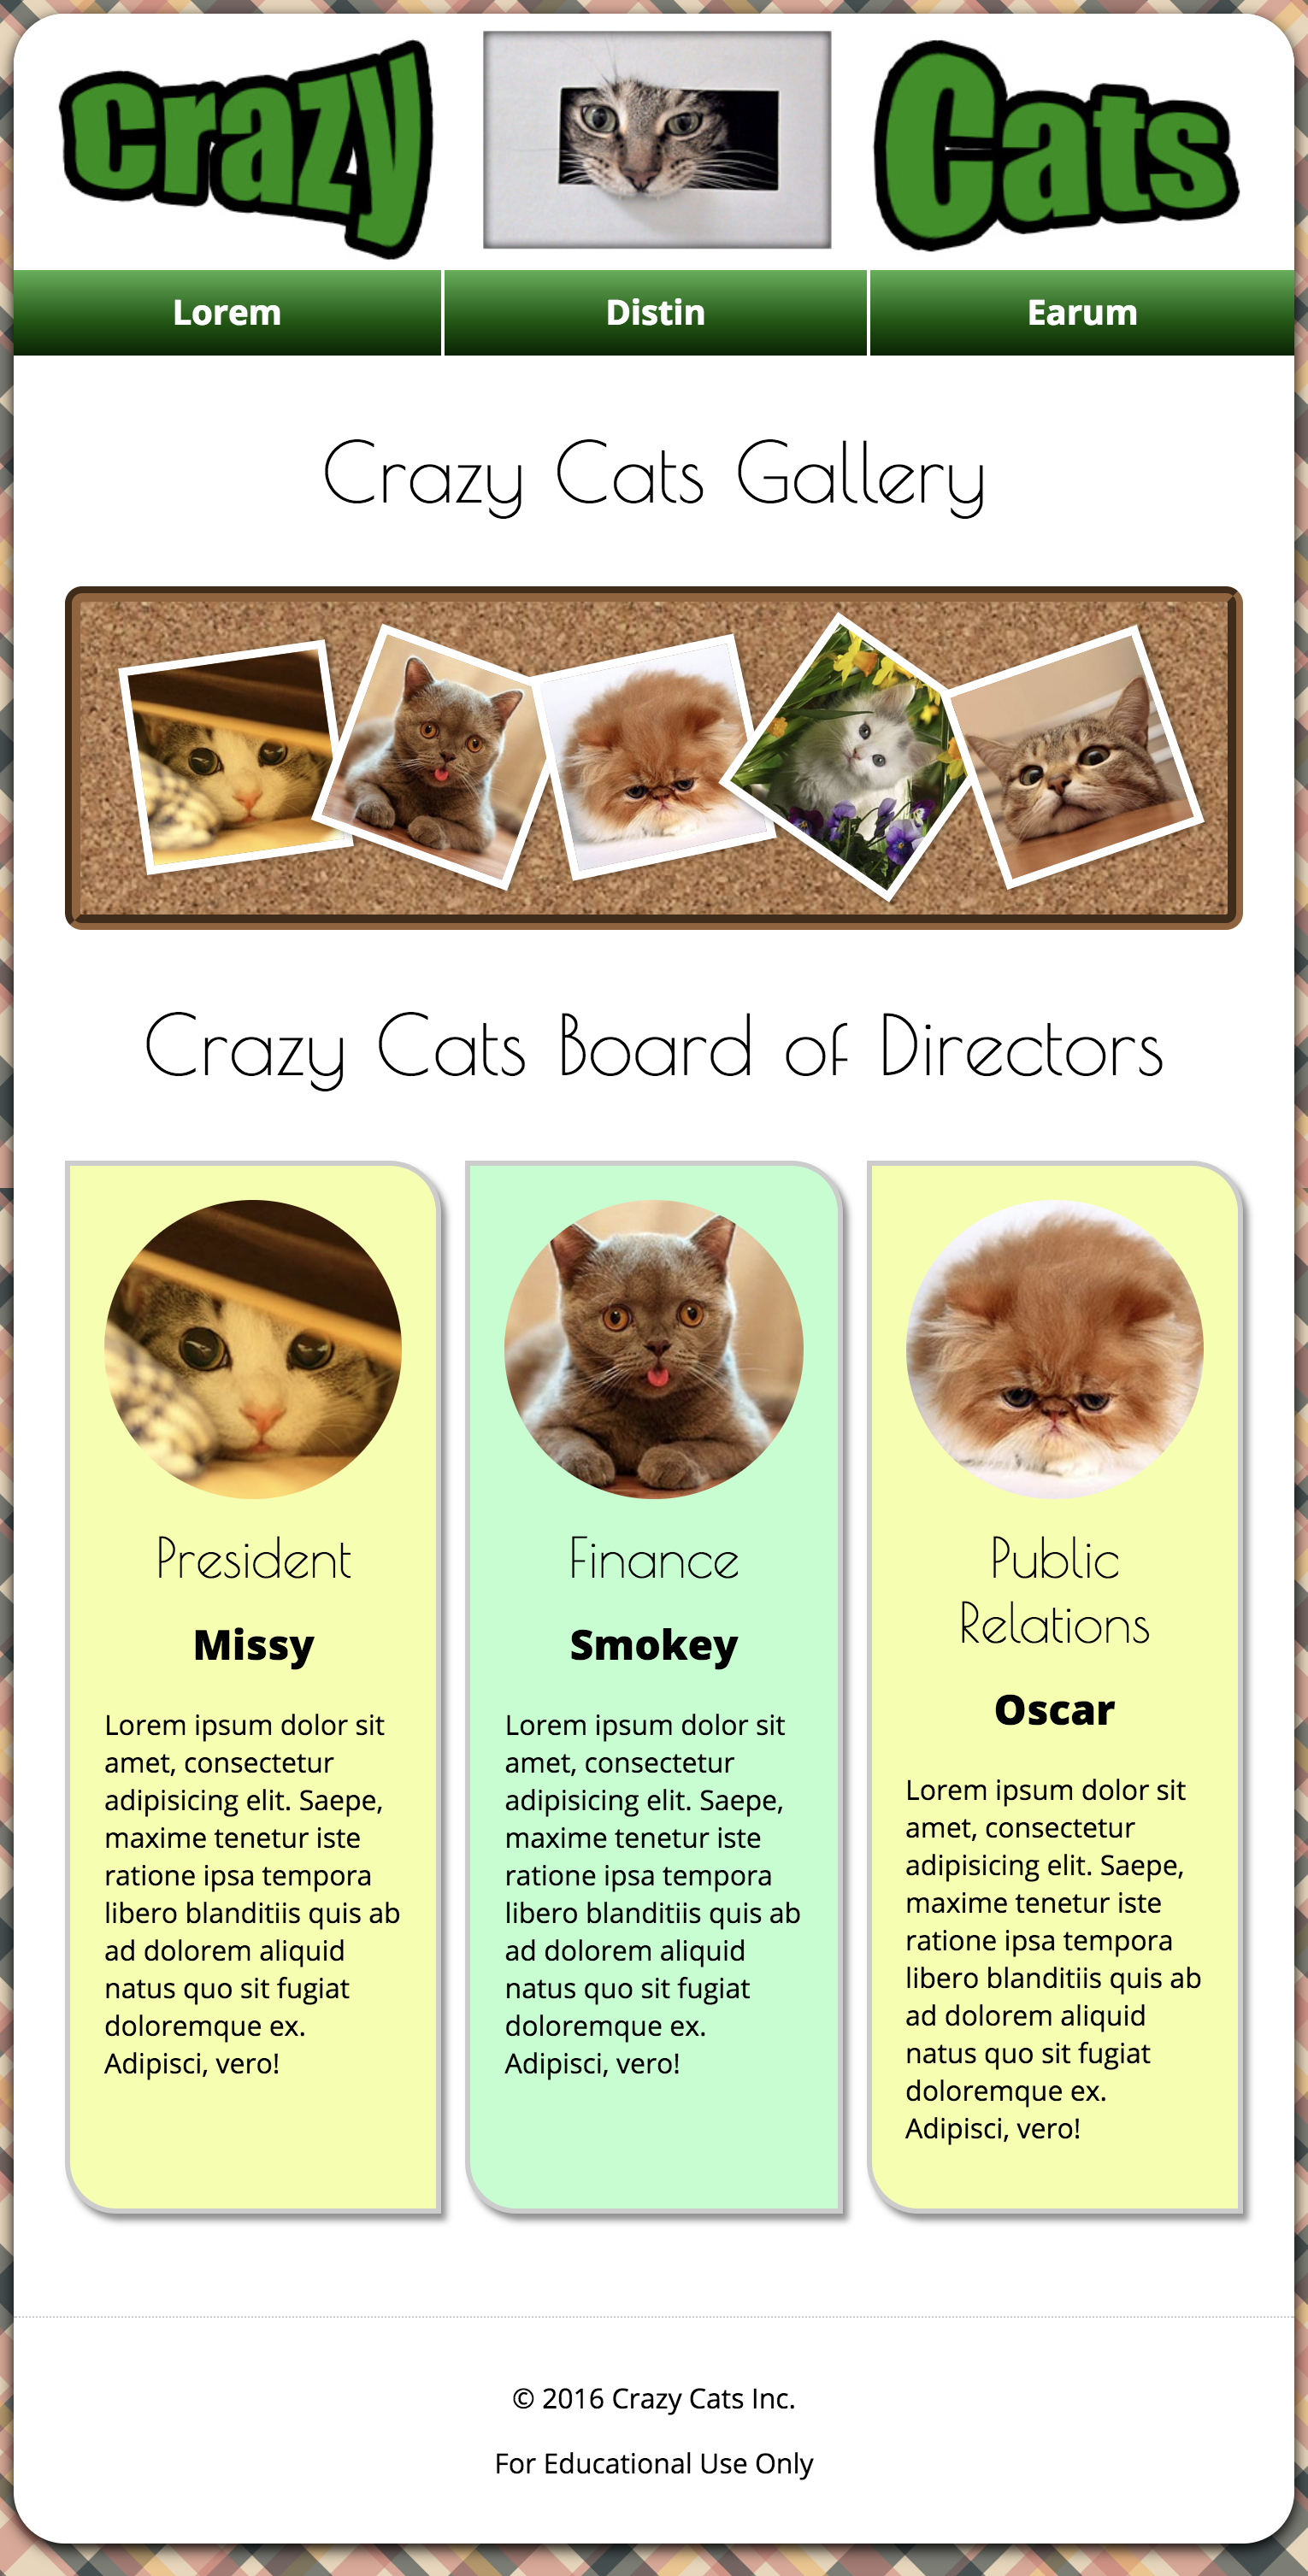 crazy Cats
Lorem Distin Earum
Crazy Cats Gallery
Crazy Cats Board of Directors
President
Missy
Lorem ipsum dolor sit
amet, consectetur
adipisicing elit. Saepe,
maxime tenetur iste
ratione ipsa tempora
libero blanditiis quis ab
ad dolorem aliquid
natus quo sit fugiat
doloremque ex.
Adipisci, vero!
Finance
Smokey
Lorem ipsum dolor sit
amet, consectetur
adipisicing elit. Saepe,
maxime tenetur iste
ratione ipsa tempora
libero blanditiis quis ab
ad dolorem aliquid
natus quo sit fugiat
doloremque ex.
Adipisci, vero!
Public
Relations
Oscar
Lorem ipsum dolor sit
amet, consectetur
adipisicing elit. Saepe,
maxime tenetur iste
ratione ipsa tempora
libero blanditiis quis ab
ad dolorem aliquid
natus quo sit fugiat
doloremque ex.
Adipisci, vero!
© 2016 Crazy Cats Inc.
For Educational Use Only